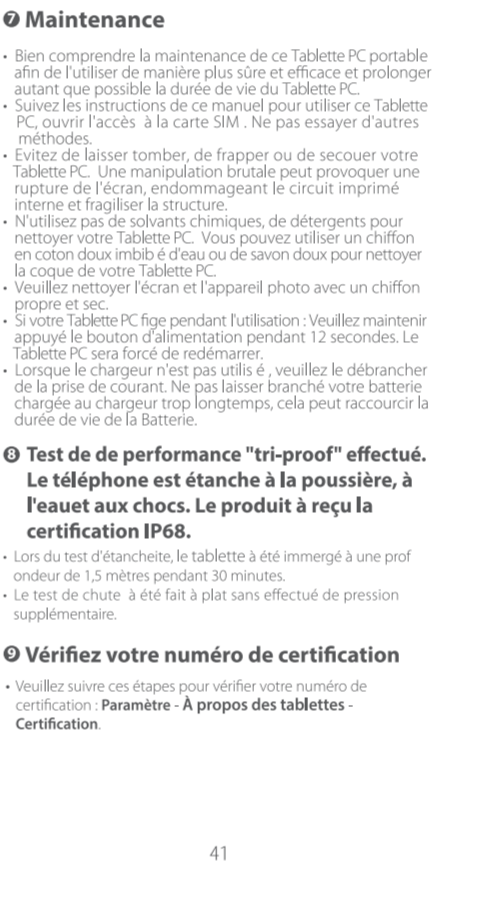 ❼ Maintenance
• Bien comprendre la maintenance de ce Tablette PC portable
afin de l'utiliser de manière plus sûre et efficace et prolonger
autant que possible la durée de vie du Tablette PC.
• Suivez les instructions de ce manuel pour utiliser ce Tablette
PC, ouvrir l'accès à la carte SIM . Ne pas essayer d'autres
méthodes.
• Evitez de laisser tomber, de frapper ou de secouer votre
Tablette PC. Une manipulation brutale peut provoquer une
rupture de l'écran, endommageant le circuit imprimé
interne et fragiliser la structure.
• N'utilisez pas de solvants chimiques, de détergents pour
nettoyer votre Tablette PC. Vous pouvez utiliser un chiffon
en coton doux imbib é d'eau ou de savon doux pour nettoyer
la coque de votre Tablette PC.
• Veuillez nettoyer l'écran et l'appareil photo avec un chiffon
propre et sec.
• Si votre Tablette PC fige pendant l'utilisation : Veuillez maintenir
appuyé le bouton d'alimentation pendant 12 secondes. Le
Tablette PC sera forcé de redémarrer.
• Lorsque le chargeur n'est pas utilis é , veuillez le débrancher
de la prise de courant. Ne pas laisser branché votre batterie
chargée au chargeur trop longtemps, cela peut raccourcir la
durée de vie de la Batterie.
❽ Test de de performance "tri-proof" effectué.
Le téléphone est étanche à la poussière, à
l'eauet aux chocs. Le produit à reçu la
certification IP68.
• Lors du test d'étancheite, le tablette à été immergé à une prof
ondeur de 1,5 mètres pendant 30 minutes.
• Le test de chute à été fait à plat sans effectué de pression
supplémentaire.
❾ Vérifiez votre numéro de certification
• Veuillez suivre ces étapes pour vérifier votre numéro de
certification : Paramètre - À propos des tablettes -
Certification.
41